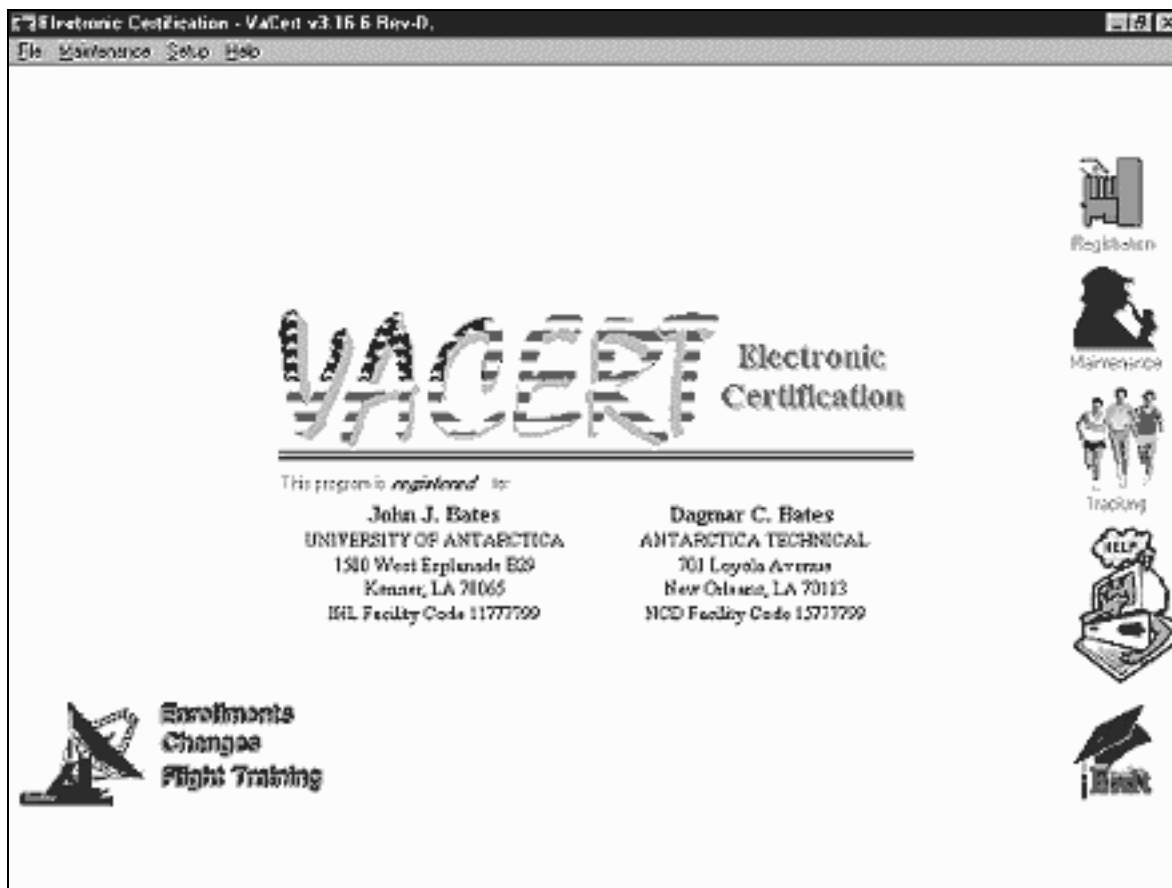 Electronic Certification - VaCert v3.16.6 Rev-D.
File Maintenance Setup Help
Registration
Maintenance
VACERT
Electronic
Certification
This program is registered to:
John J. Bates
UNIVERSITY OF ANTARCTICA
1500 West Esplanade B29
Kenner, LA 70065
IHL Facility Code 11777799
Dagmar C. Bates
ANTARCTICA TECHNICAL
701 Loyola Avenue
New Orleans, LA 70113
NCD Facility Code 15777799
Tracking
HELP
Enrollments
Changes
Flight Training
Exit